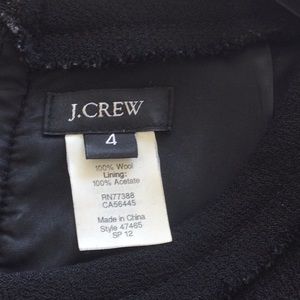 J.CREW
4
100% Wool
Lining:
100% Acetate
RN77388
CA56445
Made in China
Style 47465
SP 12